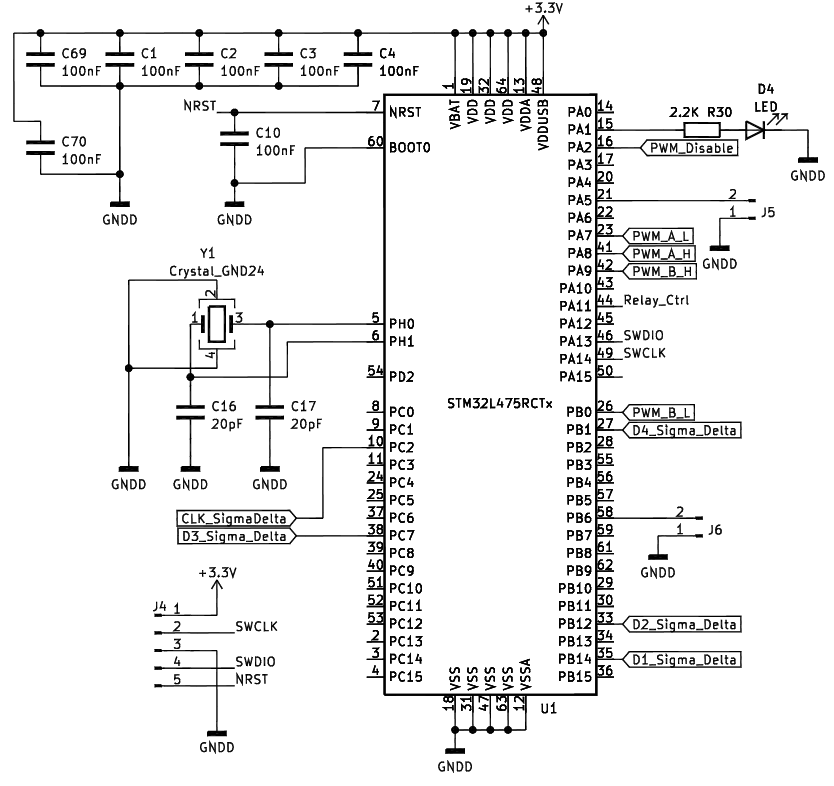 +3.3V
C69 100nF
C1 100nF
C2 100nF
C3 100nF
C4 100nF
C70 100nF
GNDD
NRST
C10
100nF
GNDD
7 NRST
60 BOOT0
1 VBAT
19 VDD
32 VDD
48 VDDUSB
64 VDD
13 VDDA
PA0 14
PA1 15
PA2 16
PA3 17
PA4 20
PA5 21
PA6 22
PA7 23
PA8 41
PA9 42
PA10 43
PA11 44
PA12 45
PA13 46
PA14 49
PA15 50
2.2K R30
D4
LED
GNDD
PWM_Disable
2
1 J5
GNDD
PWM_A_L
PWM_A_H
PWM_B_H
Relay_Ctrl
SWDIO
SWCLK
Y1
Crystal_GND24
1 2 3 4
5 PH0
6 PH1
54 PD2
C16
20pF
C17
20pF
GNDD
GNDD
GNDD
STM32L475RCTx
8 PC0
9 PC1
10 PC2
11 PC3
24 PC4
25 PC5
37 PC6
38 PC7
39 PC8
40 PC9
51 PC10
52 PC11
53 PC12
2 PC13
3 PC14
4 PC15
CLK_SigmaDelta
D3_Sigma_Delta
PB0 26
PB1 27
PB2 28
PB3 55
PB4 56
PB5 57
PB6 58
PB7 59
PB8 61
PB9 62
PB10 29
PB11 30
PB12 33
PB13 34
PB14 35
PB15 36
PWM_B_L
D4_Sigma_Delta
2
1 J6
GNDD
D2_Sigma_Delta
D1_Sigma_Delta
+3.3V
J4 1
2 SWCLK
3
4 SWDIO
5 NRST
GNDD
18 VSS
31 VSS
47 VSS
63 VSS
12 VSSA
U1
GNDD